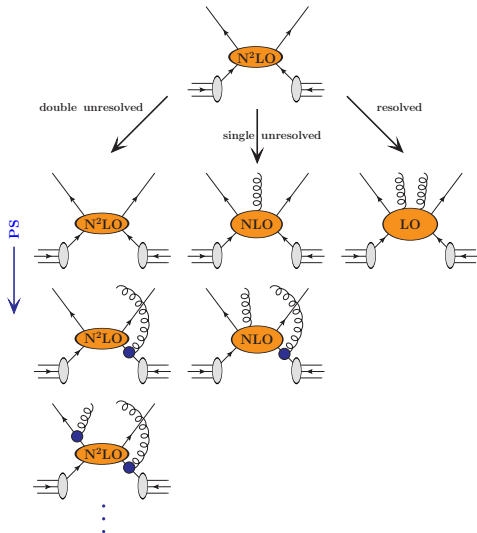 N²LO
double unresolved
single unresolved
resolved
N²LO
NLO
LO
PS
N²LO
NLO
N²LO